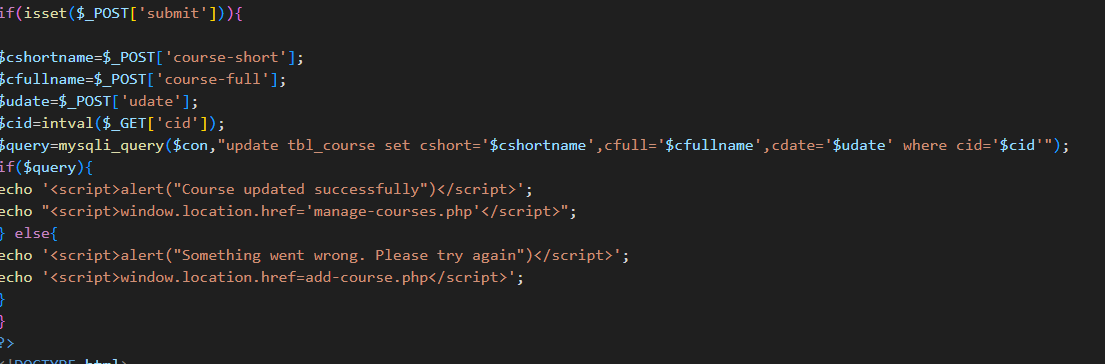 if(isset($_POST['submit'])){
$cshortname=$_POST['course-short'];
$cfullname=$_POST['course-full'];
$udate=$_POST['udate'];
$cid=intval($_GET['cid']);
$query=mysqli_query($con,"update tbl_course set cshort='$cshortname',cfull='$cfullname',cdate='$udate' where cid='$cid'");
if($query){
echo '<script>alert("Course updated successfully")</script>';
echo "<script>window.location.href='manage-courses.php'</script>";
} else{
echo '<script>alert("Something went wrong. Please try again")</script>';
echo '<script>window.location.href=add-course.php</script>';
}
}
?>
<!DOCTYPE html>